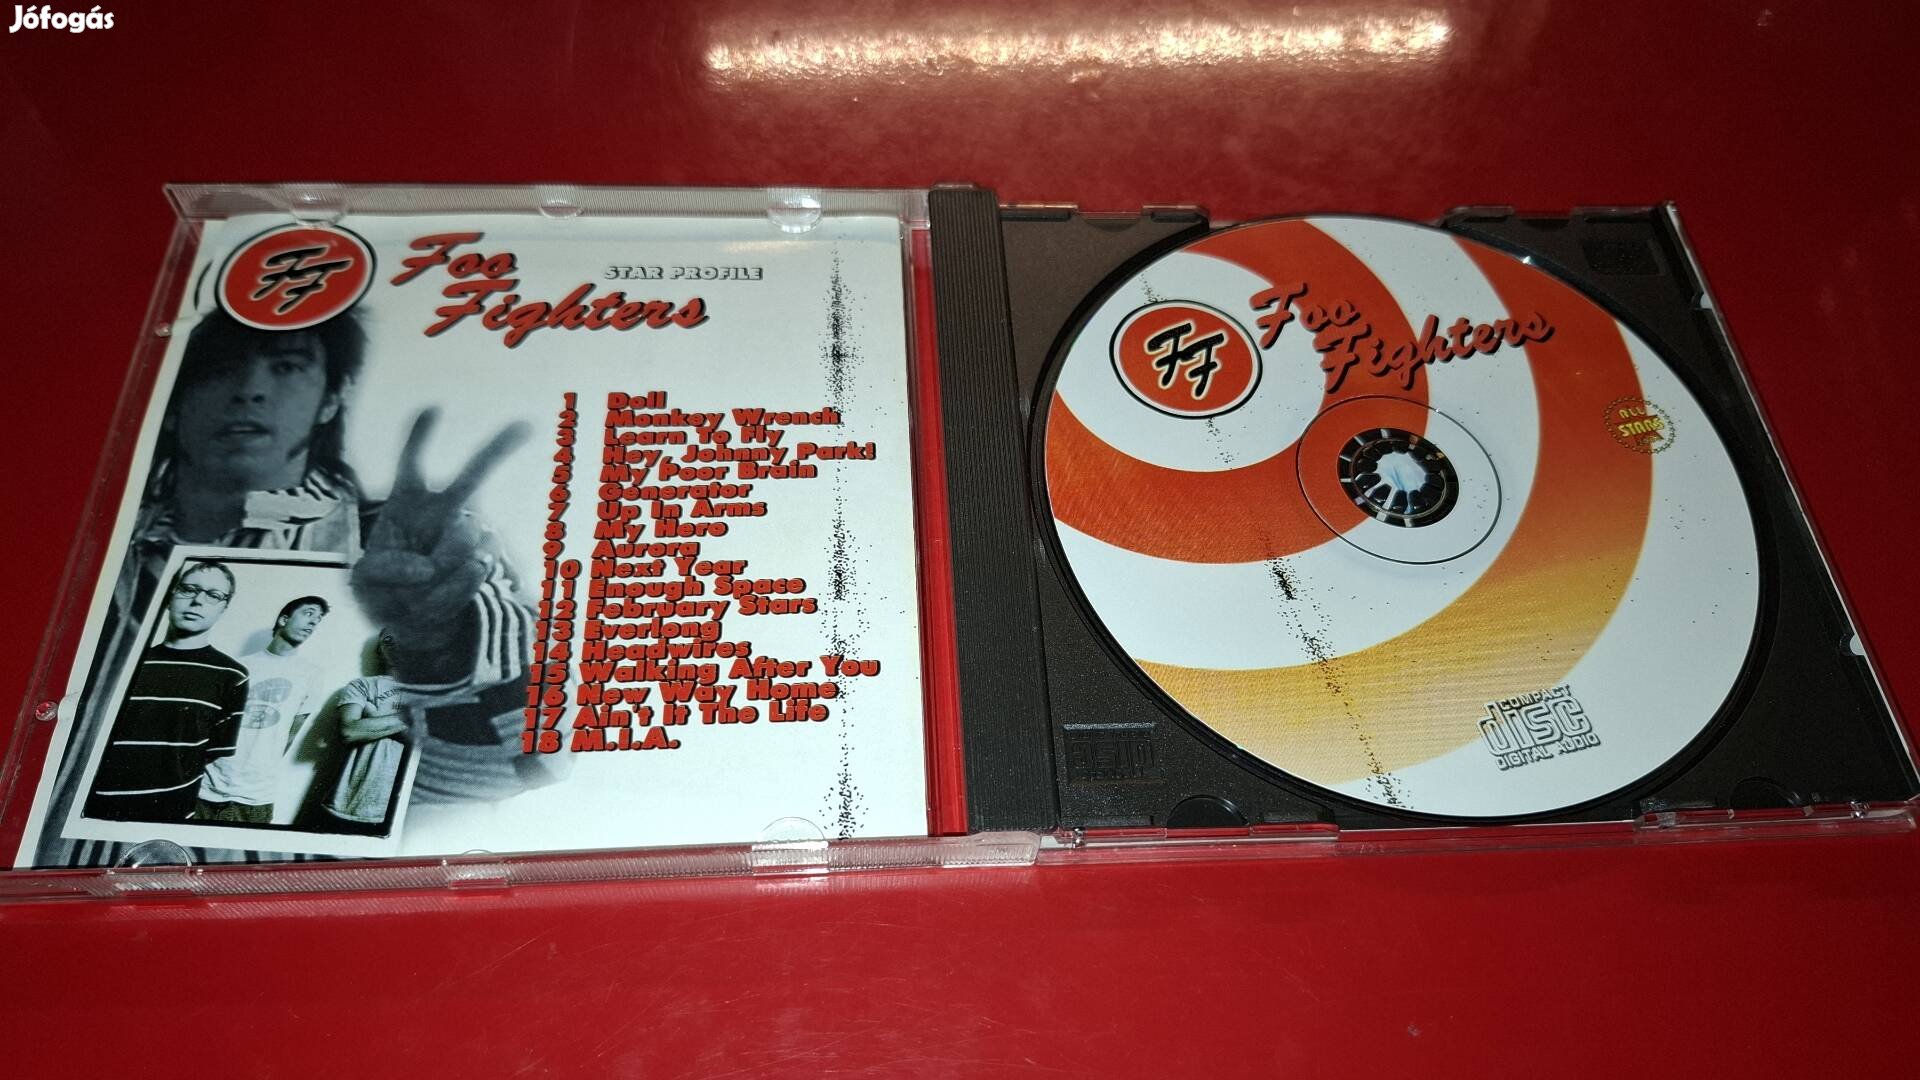 Jófogás
FF
Foo
Fighters
STAR PROFILE
1 Doll
2 Monkey Wrench
3 Learn To Fly
4 Hey, Johnny Park!
5 My Poor Brain
6 Generator
7 Up In Arms
8 My Hero
9 Aurora
10 Next Year
11 Enough Space
12 February Stars
13 Everlong
14 Headwires
15 Walking After You
16 New Way Home
17 Ain't It The Life
18 M.I.A.
FF
Foo
Fighters
ALL
STARS
COMPACT
disc
DIGITAL AUDIO